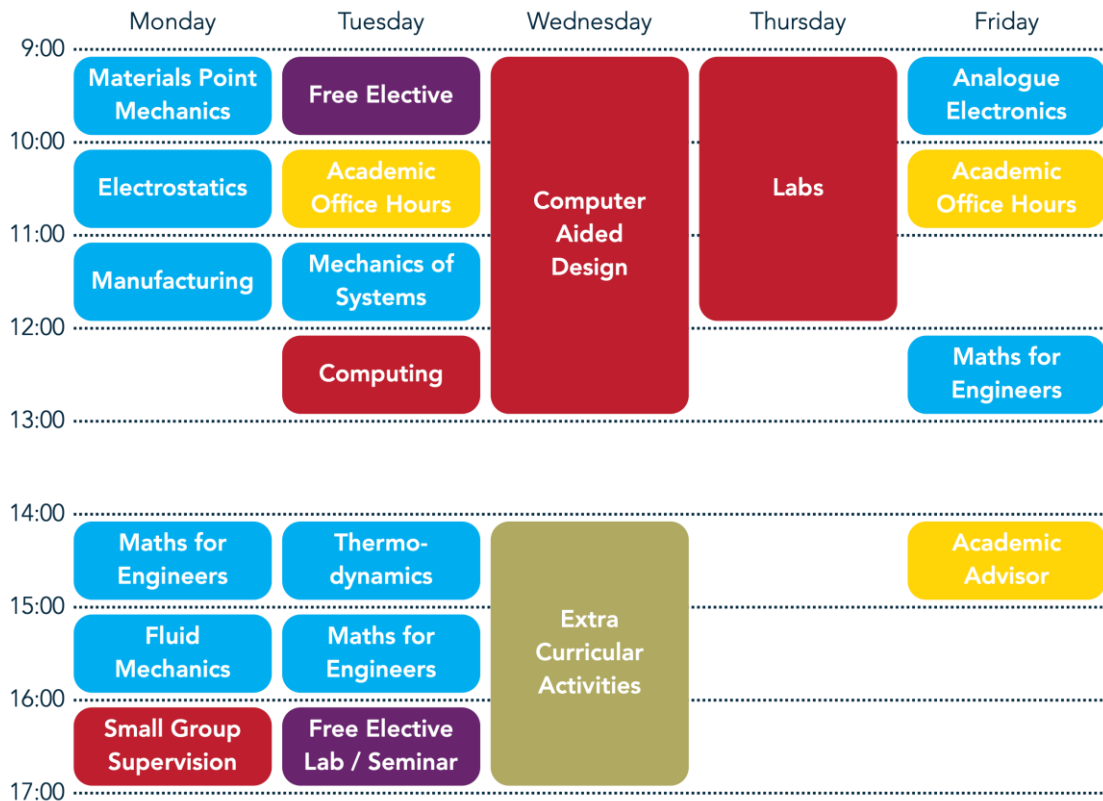 Monday Tuesday Wednesday Thursday Friday
9:00
Materials Point
Mechanics
Free Elective
Computer
Aided
Design
Labs
Analogue
Electronics
10:00
Electrostatics
Academic
Office Hours
Academic
Office Hours
11:00
Manufacturing
Mechanics of
Systems
12:00
Computing
Maths for
Engineers
13:00
14:00
Maths for
Engineers
Thermo-
dynamics
Extra
Curricular
Activities
Academic
Advisor
15:00
Fluid
Mechanics
Maths for
Engineers
16:00
Small Group
Supervision
Free Elective
Lab / Seminar
17:00